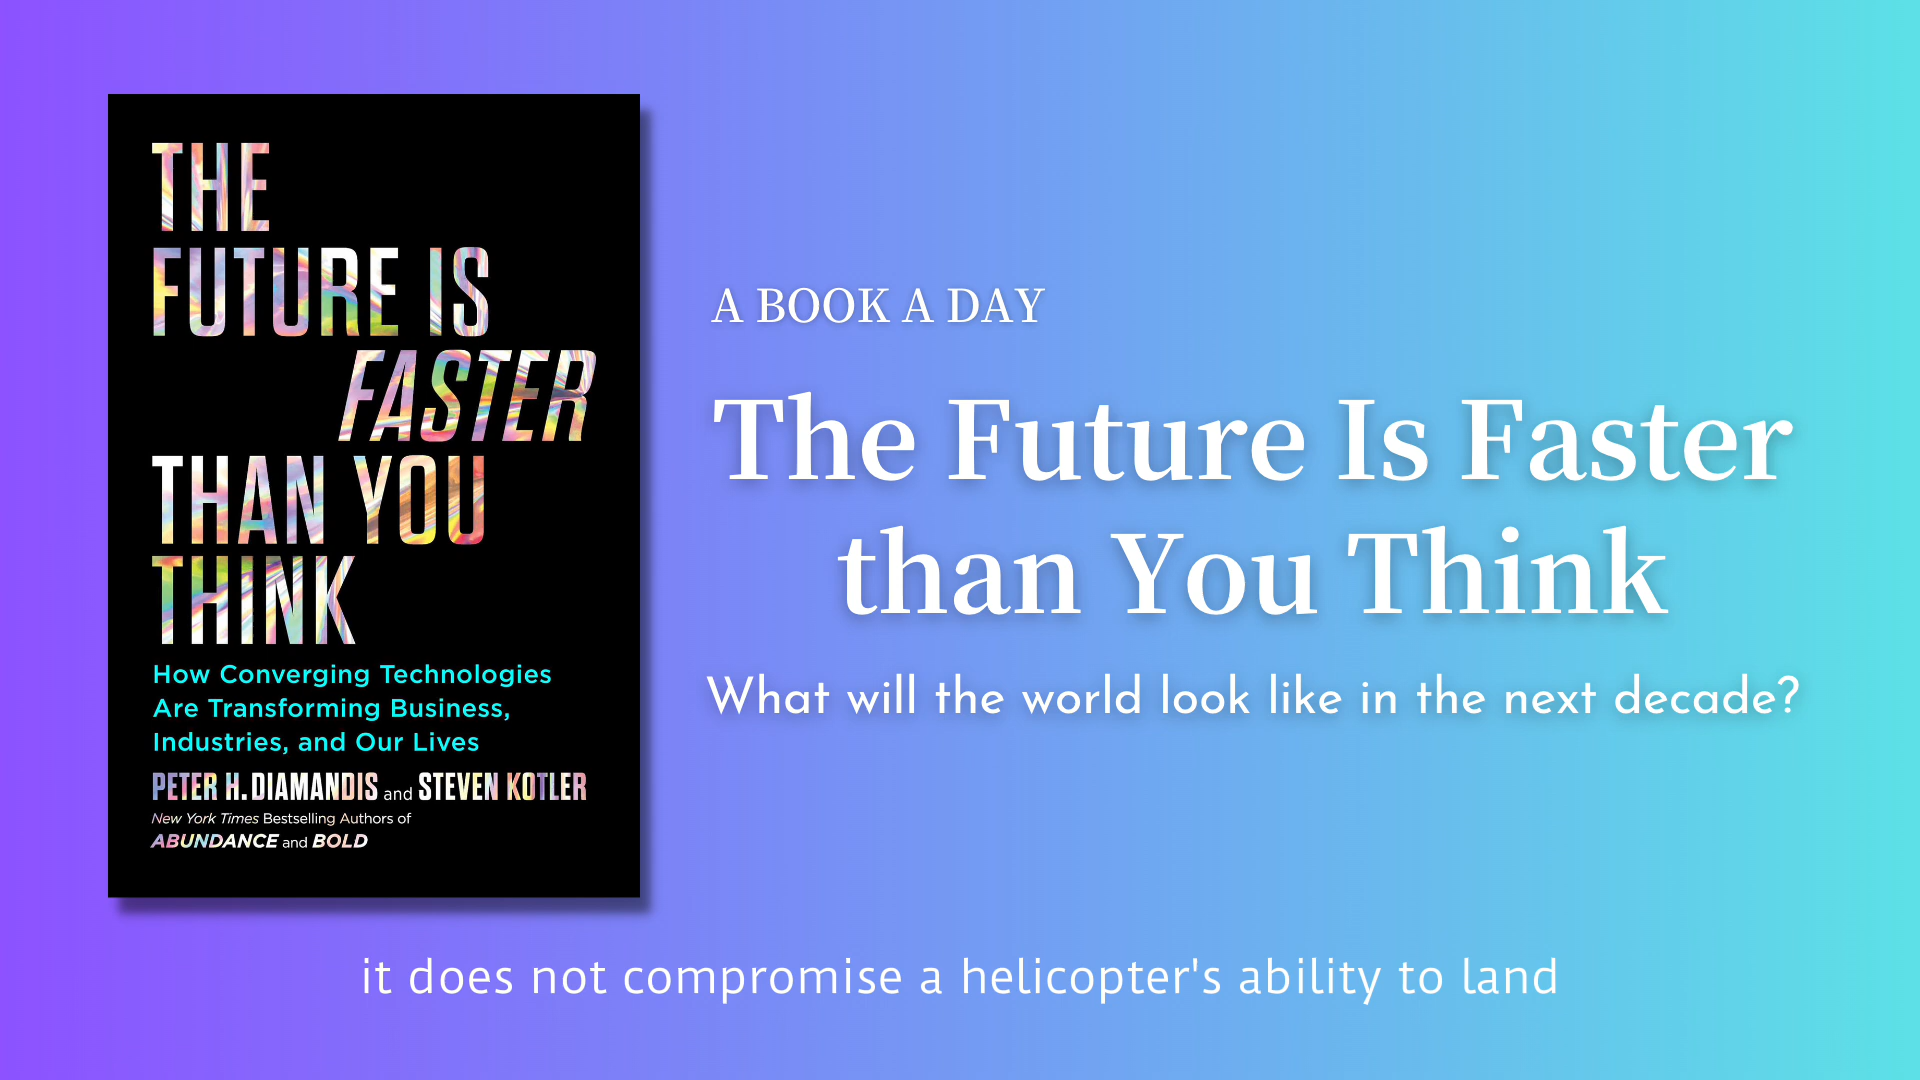 THE
FUTURE IS
FASTER
THAN YOU
THINK
How Converging Technologies
Are Transforming Business,
Industries, and Our Lives
PETER H. DIAMANDIS and STEVEN KOTLER
New York Times Bestselling Authors of
ABUNDANCE and BOLD
A BOOK A DAY
The Future Is Faster
than You Think
What will the world look like in the next decade?
it does not compromise a helicopter's ability to land